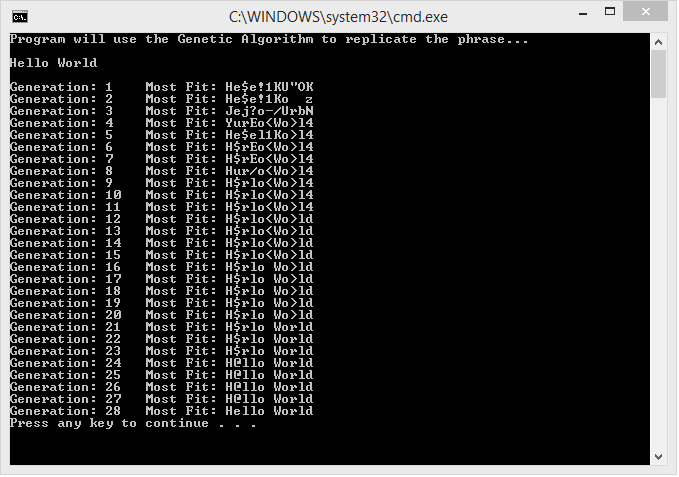 C:\WINDOWS\system32\cmd.exe
Program will use the Genetic Algorithm to replicate the phrase...
Hello World
Generation: 1 Most Fit: He$e!1KU"OK
Generation: 2 Most Fit: He$e!1Ko  z
Generation: 3 Most Fit: Jej?o-/UrbN
Generation: 4 Most Fit: YurEo<Wo>l4
Generation: 5 Most Fit: He$el1Ko>l4
Generation: 6 Most Fit: H$rEo<Wo>l4
Generation: 7 Most Fit: H$rEo<Wo>l4
Generation: 8 Most Fit: Hur/o<Wo>l4
Generation: 9 Most Fit: H$rlo<Wo>l4
Generation: 10 Most Fit: H$rlo<Wo>l4
Generation: 11 Most Fit: H$rlo<Wo>l4
Generation: 12 Most Fit: H$rlo<Wo>ld
Generation: 13 Most Fit: H$rlo<Wo>ld
Generation: 14 Most Fit: H$rlo<Wo>ld
Generation: 15 Most Fit: H$rlo<Wo>ld
Generation: 16 Most Fit: H$rlo Wo>ld
Generation: 17 Most Fit: H$rlo Wo>ld
Generation: 18 Most Fit: H$rlo Wo>ld
Generation: 19 Most Fit: H$rlo Wo>ld
Generation: 20 Most Fit: H$rlo Wo>ld
Generation: 21 Most Fit: H$rlo World
Generation: 22 Most Fit: H$rlo World
Generation: 23 Most Fit: H$rlo World
Generation: 24 Most Fit: H@llo World
Generation: 25 Most Fit: H@llo World
Generation: 26 Most Fit: H@llo World
Generation: 27 Most Fit: H@llo World
Generation: 28 Most Fit: Hello World
Press any key to continue . . .